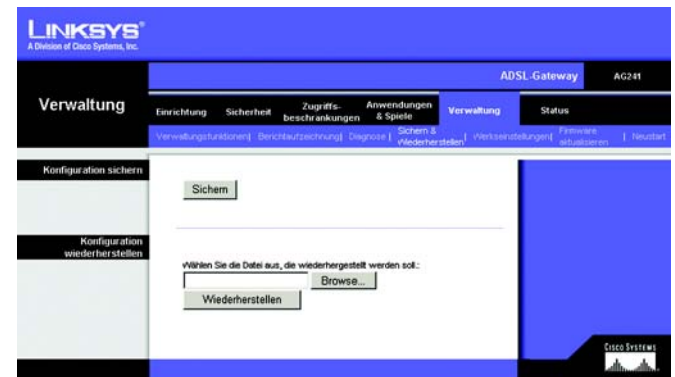 LINKSYS®
A Division of Cisco Systems, Inc.
ADSL-Gateway AG241
Verwaltung
Einrichtung Sicherheit Zugriffs-beschränkungen Anwendungen & Spiele Verwaltung Status
Verwaltungsfunktionen| Berichtaufzeichnung| Diagnose | Sichern & Wiederherstellen| Werkseinstellungen| Firmware aktualisieren | Neustart
Konfiguration sichern
Sichern
Konfiguration
wiederherstellen
Wählen Sie die Datei aus, die wiederhergestellt werden soll.:
Browse...
Wiederherstellen
CISCO SYSTEMS